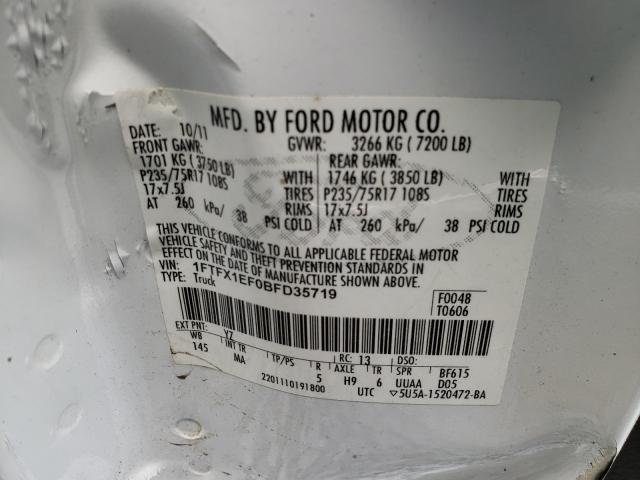 MFD. BY FORD MOTOR CO.
DATE: 10/11 GVWR: 3266 KG ( 7200 LB)
FRONT GAWR: REAR GAWR:
1701 KG ( 3750 LB) WITH 1746 KG ( 3850 LB) WITH
P235/75R17 108S TIRES P235/75R17 108S TIRES
17x7.5J RIMS 17x7.5J RIMS
AT 260 kPa/ 38 PSI COLD AT 260 kPa/ 38 PSI COLD
THIS VEHICLE CONFORMS TO ALL APPLICABLE FEDERAL MOTOR
VEHICLE SAFETY AND THEFT PREVENTION STANDARDS IN
EFFECT ON THE DATE OF MANUFACTURE SHOWN ABOVE.
VIN: 1FTFX1EF0BFD35719
TYPE: Truck
F0048
T0606
EXT PNT: YZ RC: 13 DSO:
WB INT TR TP/PS R AXLE TR SPR BF615
145 MA 5 H9 6 UUAA D05
2201110191800 UTC ▽5U5A-1520472-BA